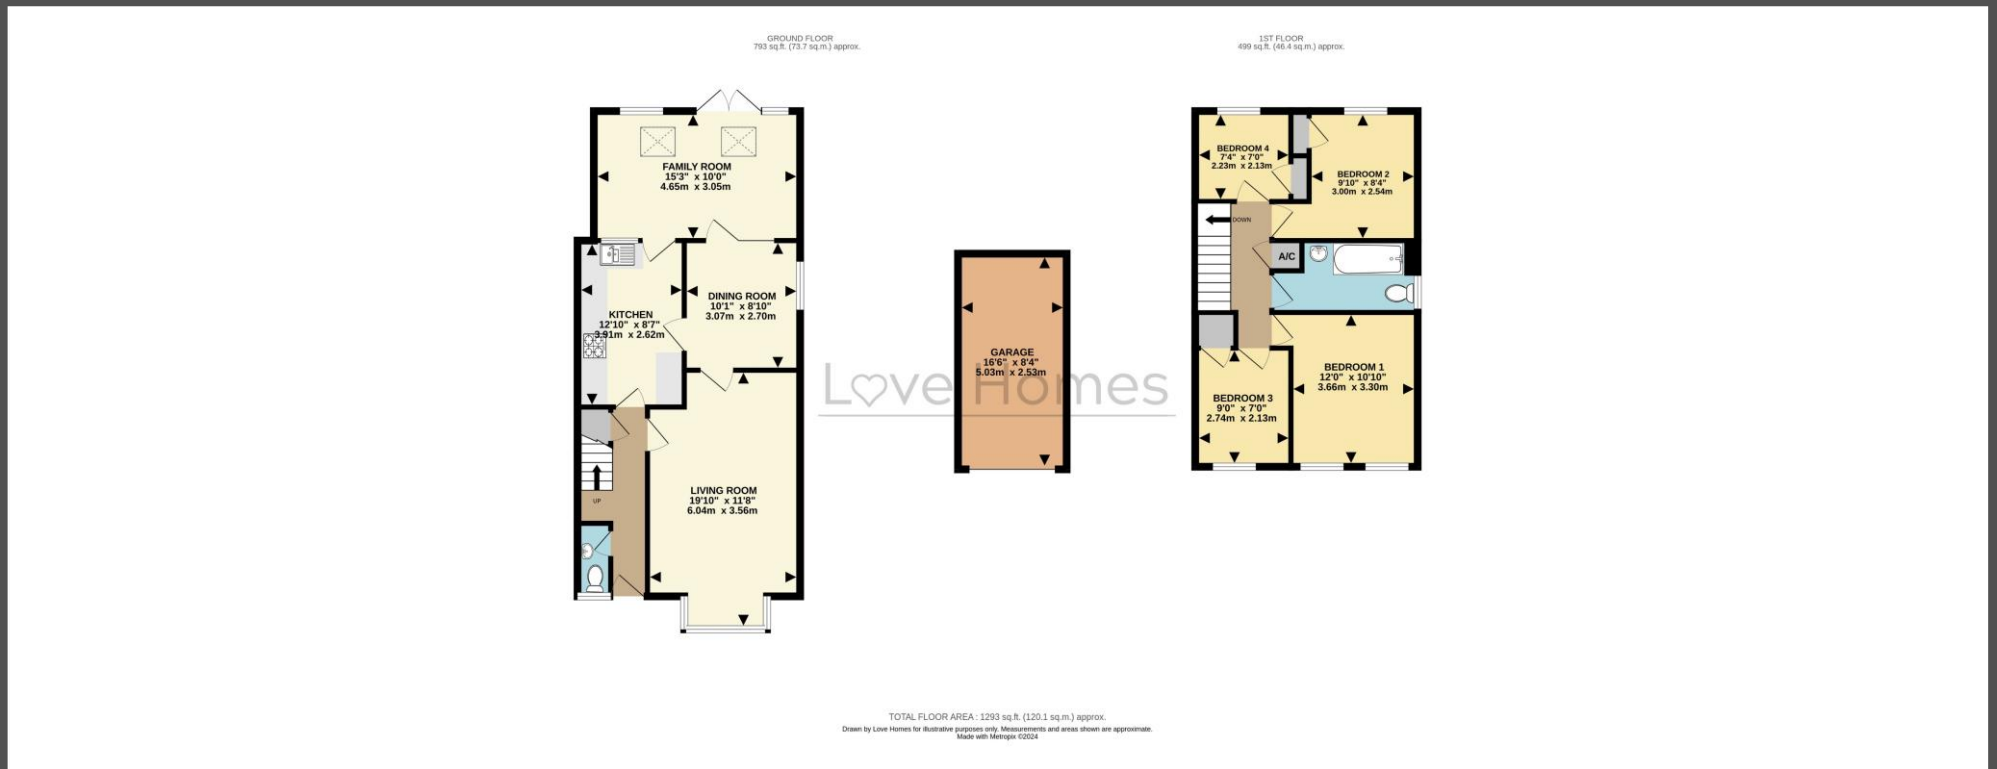 GROUND FLOOR
793 sq.ft. (73.7 sq.m.) approx.
1ST FLOOR
499 sq.ft. (46.4 sq.m.) approx.
FAMILY ROOM
15'3" x 10'0"
4.65m x 3.05m
KITCHEN
12'10" x 8'7"
3.91m x 2.62m
DINING ROOM
10'1" x 8'10"
3.07m x 2.70m
LIVING ROOM
19'10" x 11'8"
6.04m x 3.56m
UP
GARAGE
16'6" x 8'4"
5.03m x 2.53m
Love Homes
BEDROOM 4
7'4" x 7'0"
2.23m x 2.13m
BEDROOM 2
9'10" x 8'4"
3.00m x 2.54m
DOWN
A/C
BEDROOM 1
12'0" x 10'10"
3.66m x 3.30m
BEDROOM 3
9'0" x 7'0"
2.74m x 2.13m
TOTAL FLOOR AREA : 1293 sq.ft. (120.1 sq.m.) approx.
Drawn by Love Homes for illustrative purposes only. Measurements and areas shown are approximate.
Made with Metropix ©2024